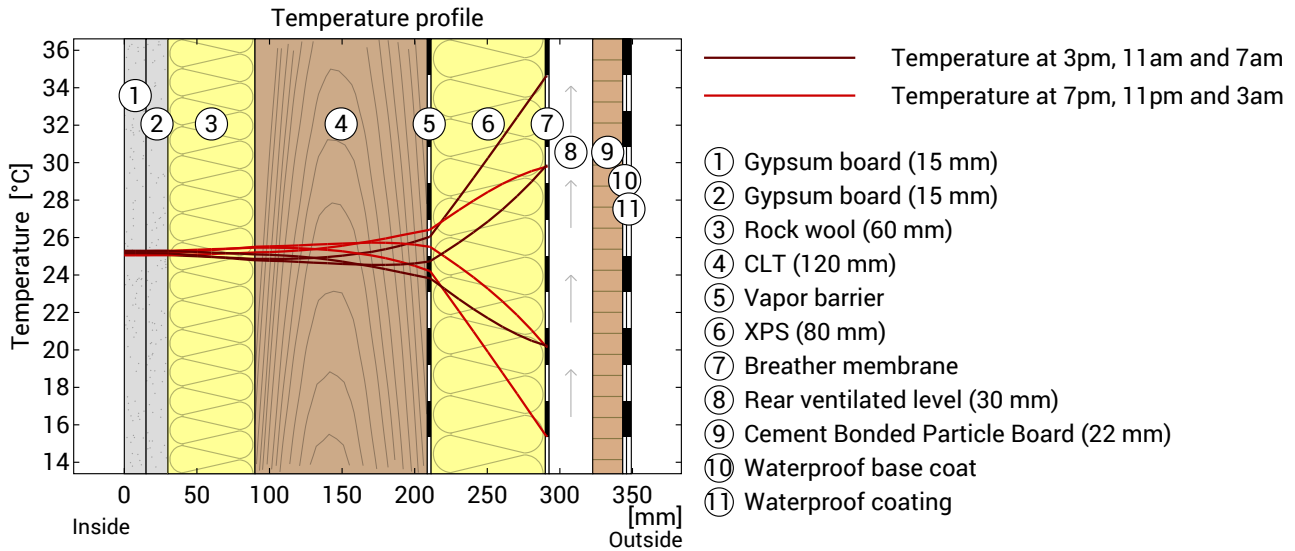 Temperature profile
Temperature [°C]
36
34
32
30
28
26
24
22
20
18
16
14
1
2
3
4
5
6
7
8
9
10
11
0 50 100 150 200 250 300 350
[mm]
Inside
Outside
Temperature at 3pm, 11am and 7am
Temperature at 7pm, 11pm and 3am
1 Gypsum board (15 mm)
2 Gypsum board (15 mm)
3 Rock wool (60 mm)
4 CLT (120 mm)
5 Vapor barrier
6 XPS (80 mm)
7 Breather membrane
8 Rear ventilated level (30 mm)
9 Cement Bonded Particle Board (22 mm)
10 Waterproof base coat
11 Waterproof coating